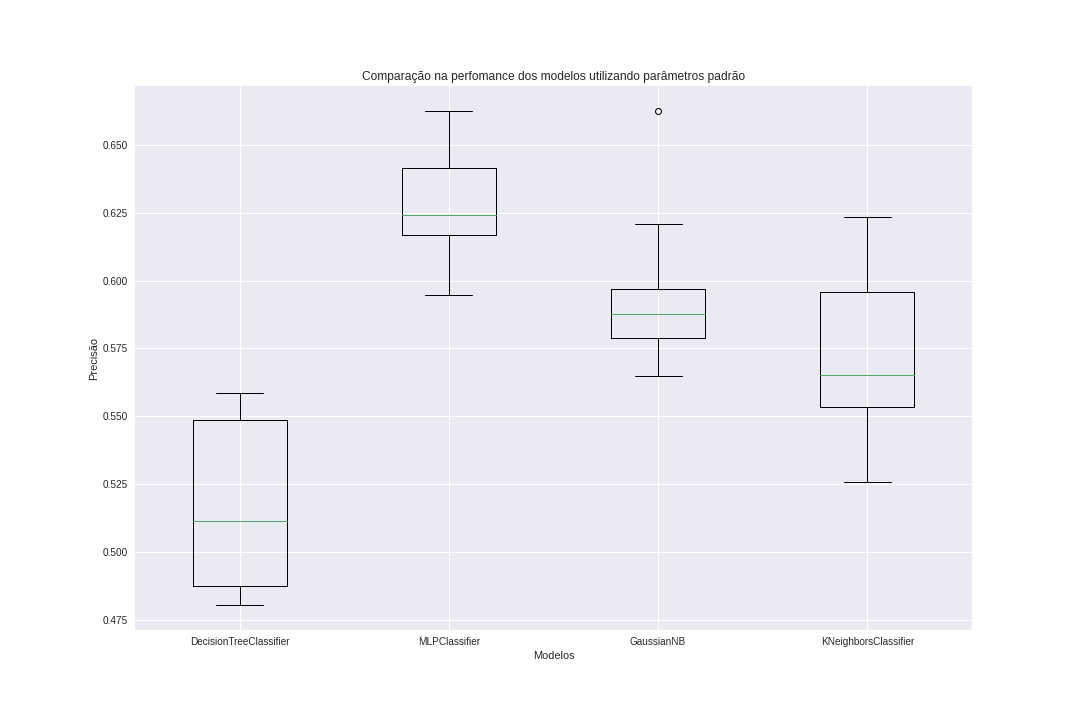 Comparação na perfomance dos modelos utilizando parâmetros padrão
0.650
0.625
0.600
0.575
0.550
0.525
0.500
0.475
Precisão
DecisionTreeClassifier MLPClassifier GaussianNB KNeighborsClassifier
Modelos